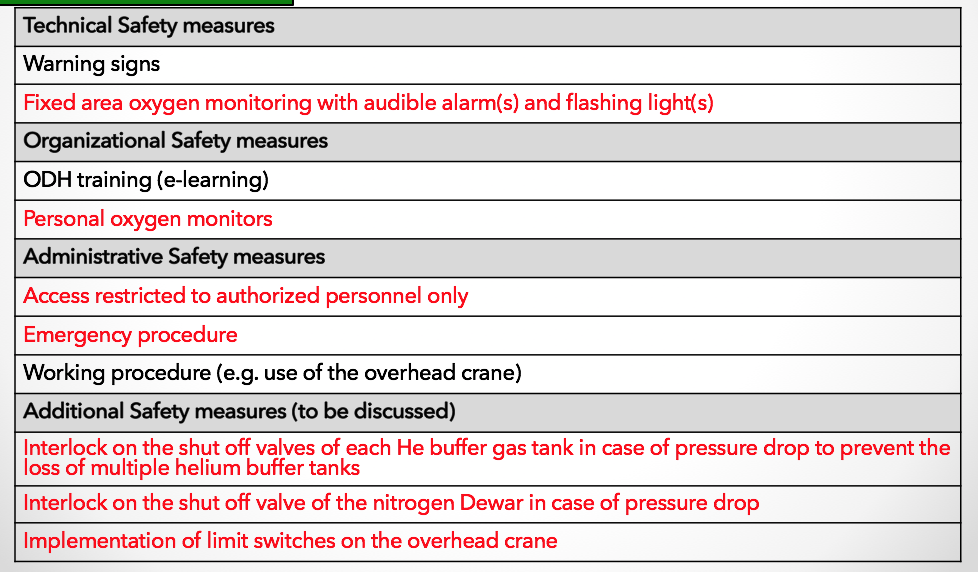 Technical Safety measures
Warning signs
Fixed area oxygen monitoring with audible alarm(s) and flashing light(s)
Organizational Safety measures
ODH training (e-learning)
Personal oxygen monitors
Administrative Safety measures
Access restricted to authorized personnel only
Emergency procedure
Working procedure (e.g. use of the overhead crane)
Additional Safety measures (to be discussed)
Interlock on the shut off valves of each He buffer gas tank in case of pressure drop to prevent the
loss of multiple helium buffer tanks
Interlock on the shut off valve of the nitrogen Dewar in case of pressure drop
Implementation of limit switches on the overhead crane